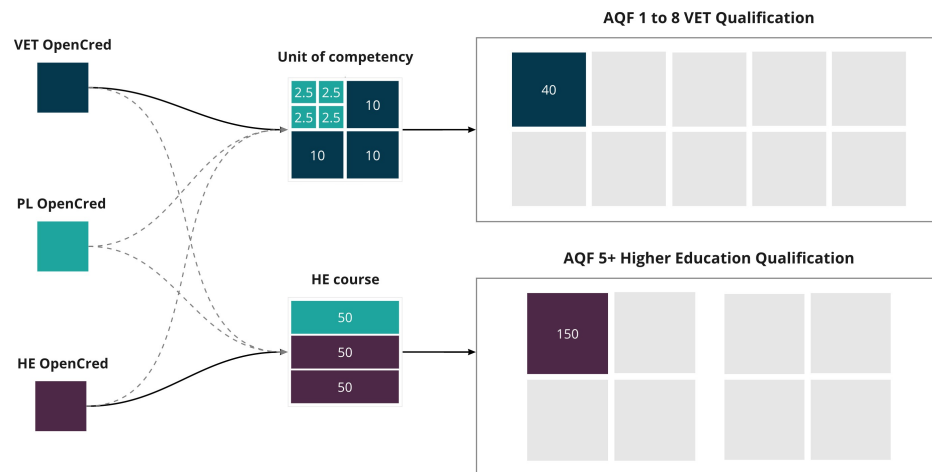 AQF 1 to 8 VET Qualification
VET OpenCred
Unit of competency
2.5 2.5
10
2.5 2.5
10 10
40
PL OpenCred
AQF 5+ Higher Education Qualification
HE course
50
50
50
150
HE OpenCred